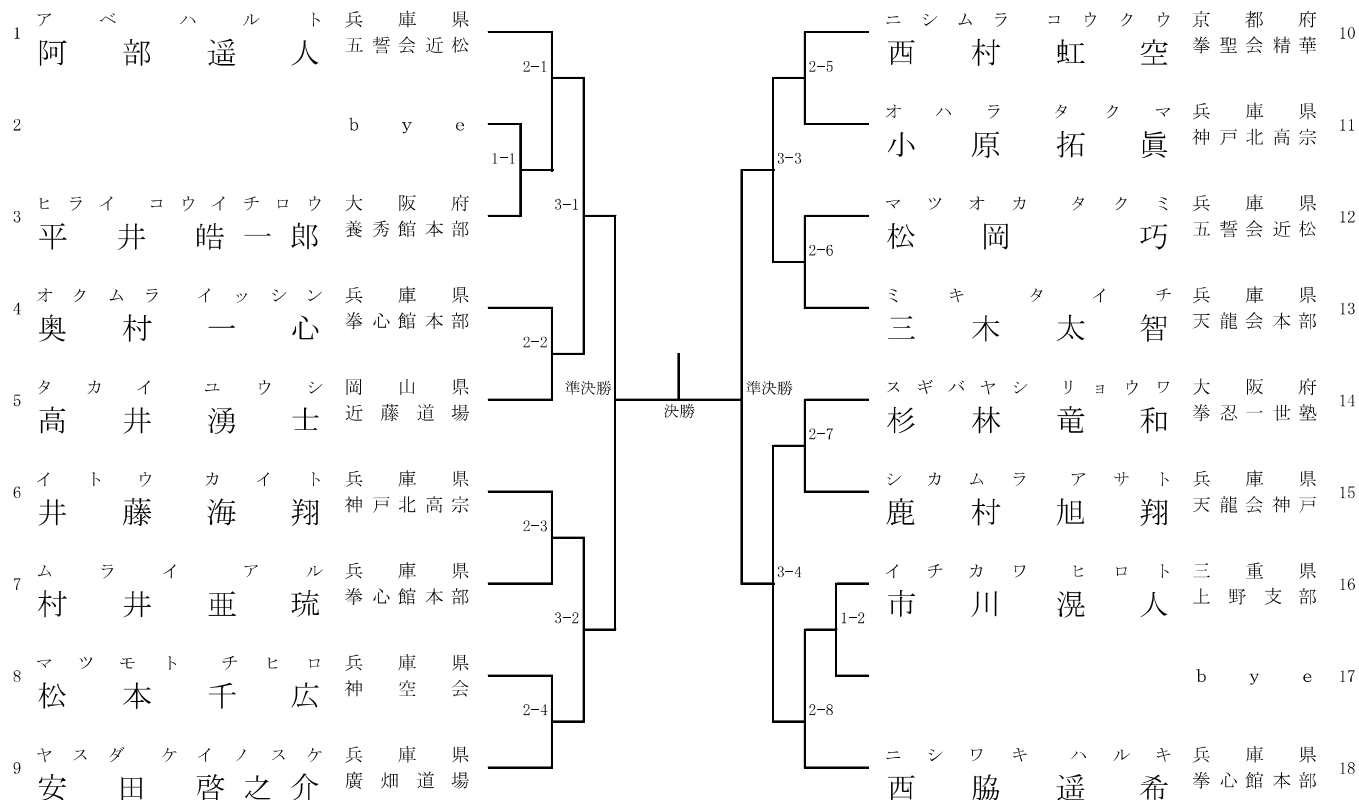 1 アベ ハルト 兵庫県
阿部遥人 五誓会近松
2 bye
3 ヒライ コウイチロウ 大阪府
平井皓一郎 養秀館本部
4 オクムラ イッシン 兵庫県
奥村一心 拳心館本部
5 タカイ ユウシ 岡山県
高井湧士 近藤道場
6 イトウ カイト 兵庫県
井藤海翔 神戸北高宗
7 ムライ アル 兵庫県
村井亜琉 拳心館本部
8 マツモト チヒロ 兵庫県
松本千広 神空会
9 ヤスダ ケイノスケ 兵庫県
安田啓之介 廣畑道場
2-1
1-1
3-1
2-2
準決勝
2-3
3-2
2-4
決勝
2-5
3-3
2-6
準決勝
2-7
3-4
1-2
2-8
ニシムラ コウクウ 京都府 10
西村虹空 拳聖会精華
オハラ タクマ 兵庫県 11
小原拓眞 神戸北高宗
マツオカ タクミ 兵庫県 12
松岡巧 五誓会近松
ミキ タイチ 兵庫県 13
三木太智 天龍会本部
スギバヤシ リョウワ 大阪府 14
杉林竜和 拳忍一世塾
シカムラ アサト 兵庫県 15
鹿村旭翔 天龍会神戸
イチカワ ヒロト 三重県 16
市川滉人 上野支部
bye 17
ニシワキ ハルキ 兵庫県 18
西脇遥希 拳心館本部